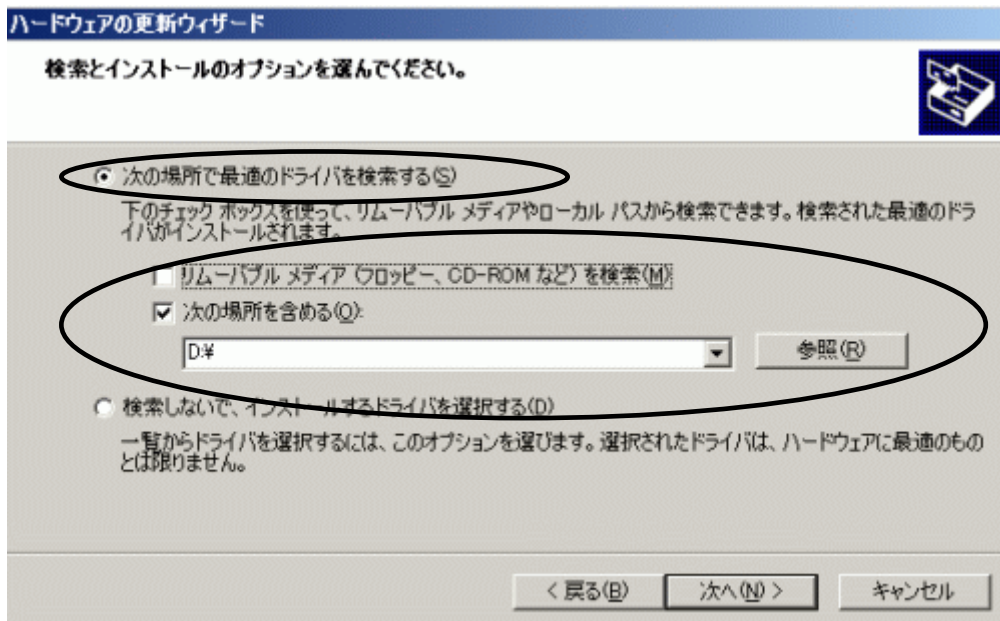 ハードウェアの更新ウィザード
検索とインストールのオプションを選んでください。
次の場所で最適のドライバを検索する(S)
下のチェック ボックスを使って、リムーバブル メディアやローカル パスから検索できます。検索された最適のドラ
イバがインストールされます。
リムーバブル メディア (フロッピー、CD-ROM など) を検索(M)
次の場所を含める(O):
D:¥
参照(R)
検索しないで、インストールするドライバを選択する(D)
一覧からドライバを選択するには、このオプションを選びます。選択されたドライバは、ハードウェアに最適のもの
とは限りません。
< 戻る(B)
次へ(N) >
キャンセル